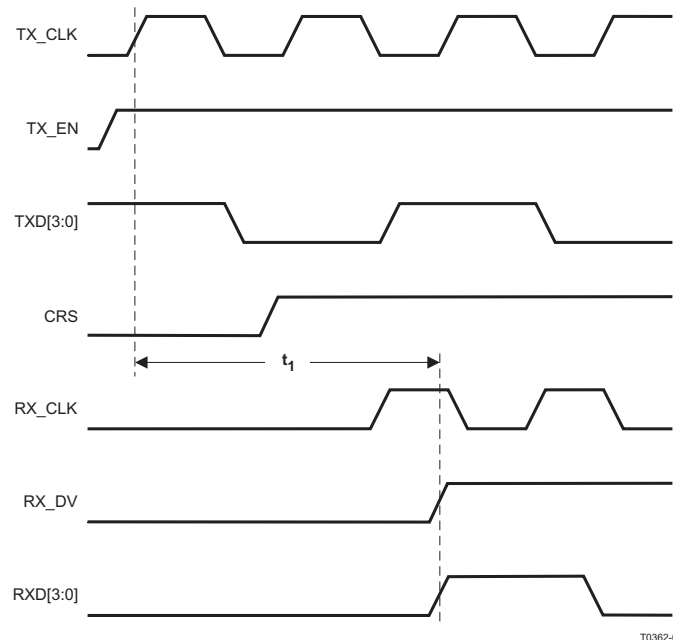 TX_CLK
TX_EN
TXD[3:0]
CRS
t1
RX_CLK
RX_DV
RXD[3:0]